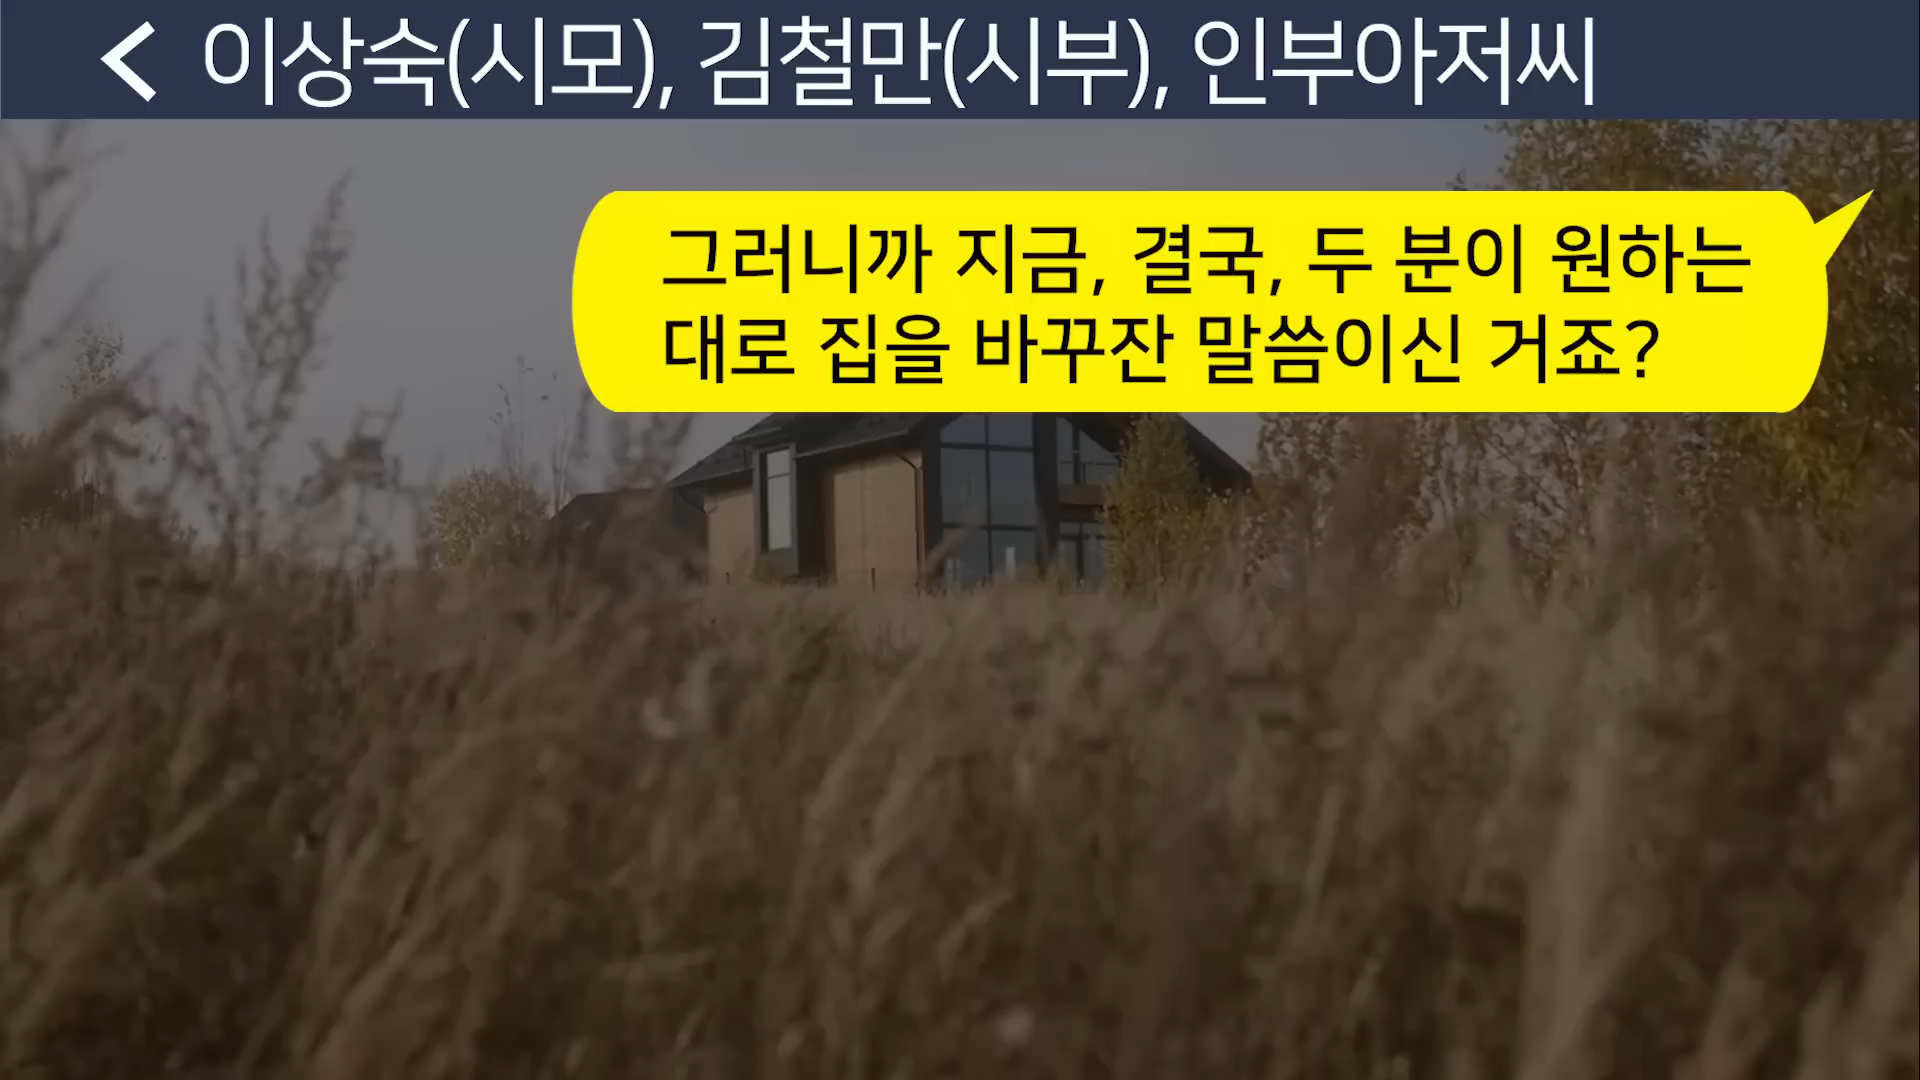 이상숙(시모), 김철만(시부), 인부아저씨
그러니까 지금, 결국, 두 분이 원하는
대로 집을 바꾸잔 말씀이신 거죠?